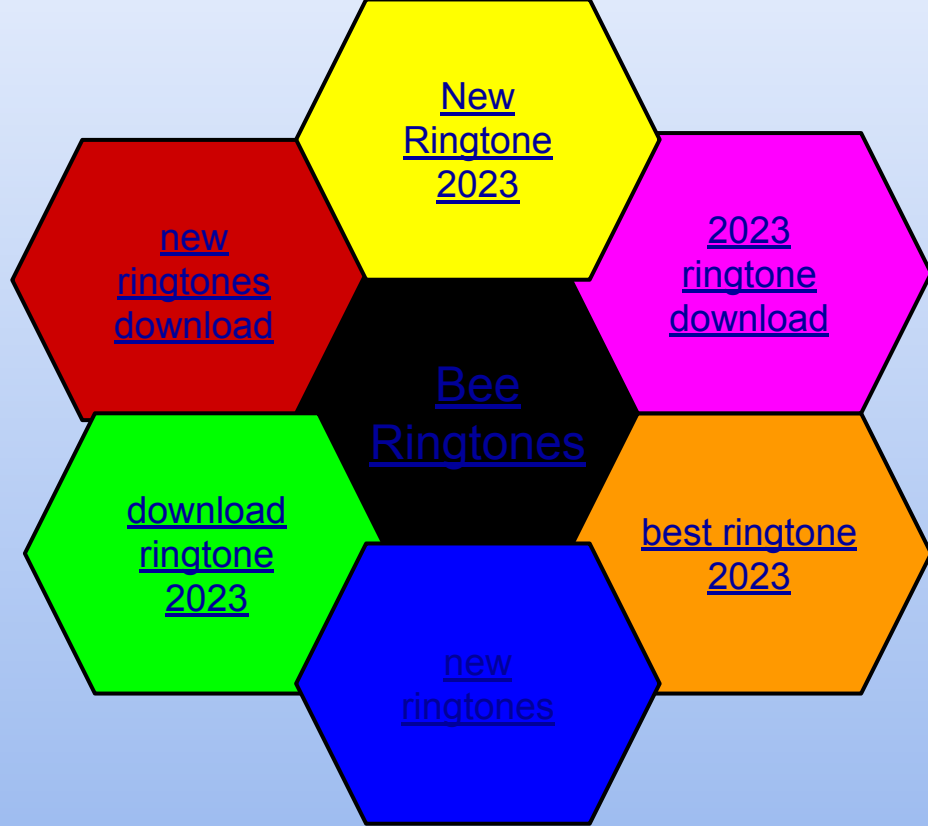 New
Ringtone
2023
new
ringtones
download
2023
ringtone
download
Bee
Ringtones
download
ringtone
2023
best ringtone
2023
new
ringtones